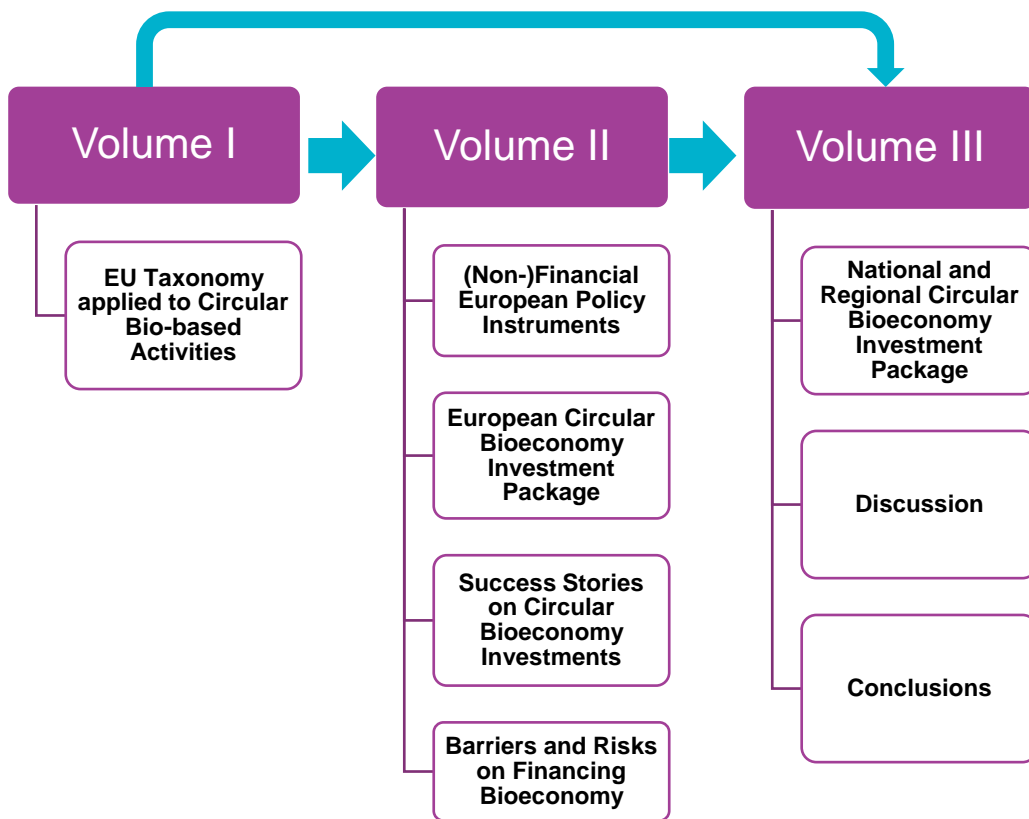 Volume I
EU Taxonomy
applied to Circular
Bio-based
Activities
Volume II
(Non-)Financial
European Policy
Instruments
European Circular
Bioeconomy
Investment
Package
Success Stories
on Circular
Bioeconomy
Investments
Barriers and Risks
on Financing
Bioeconomy
Volume III
National and
Regional Circular
Bioeconomy
Investment
Package
Discussion
Conclusions